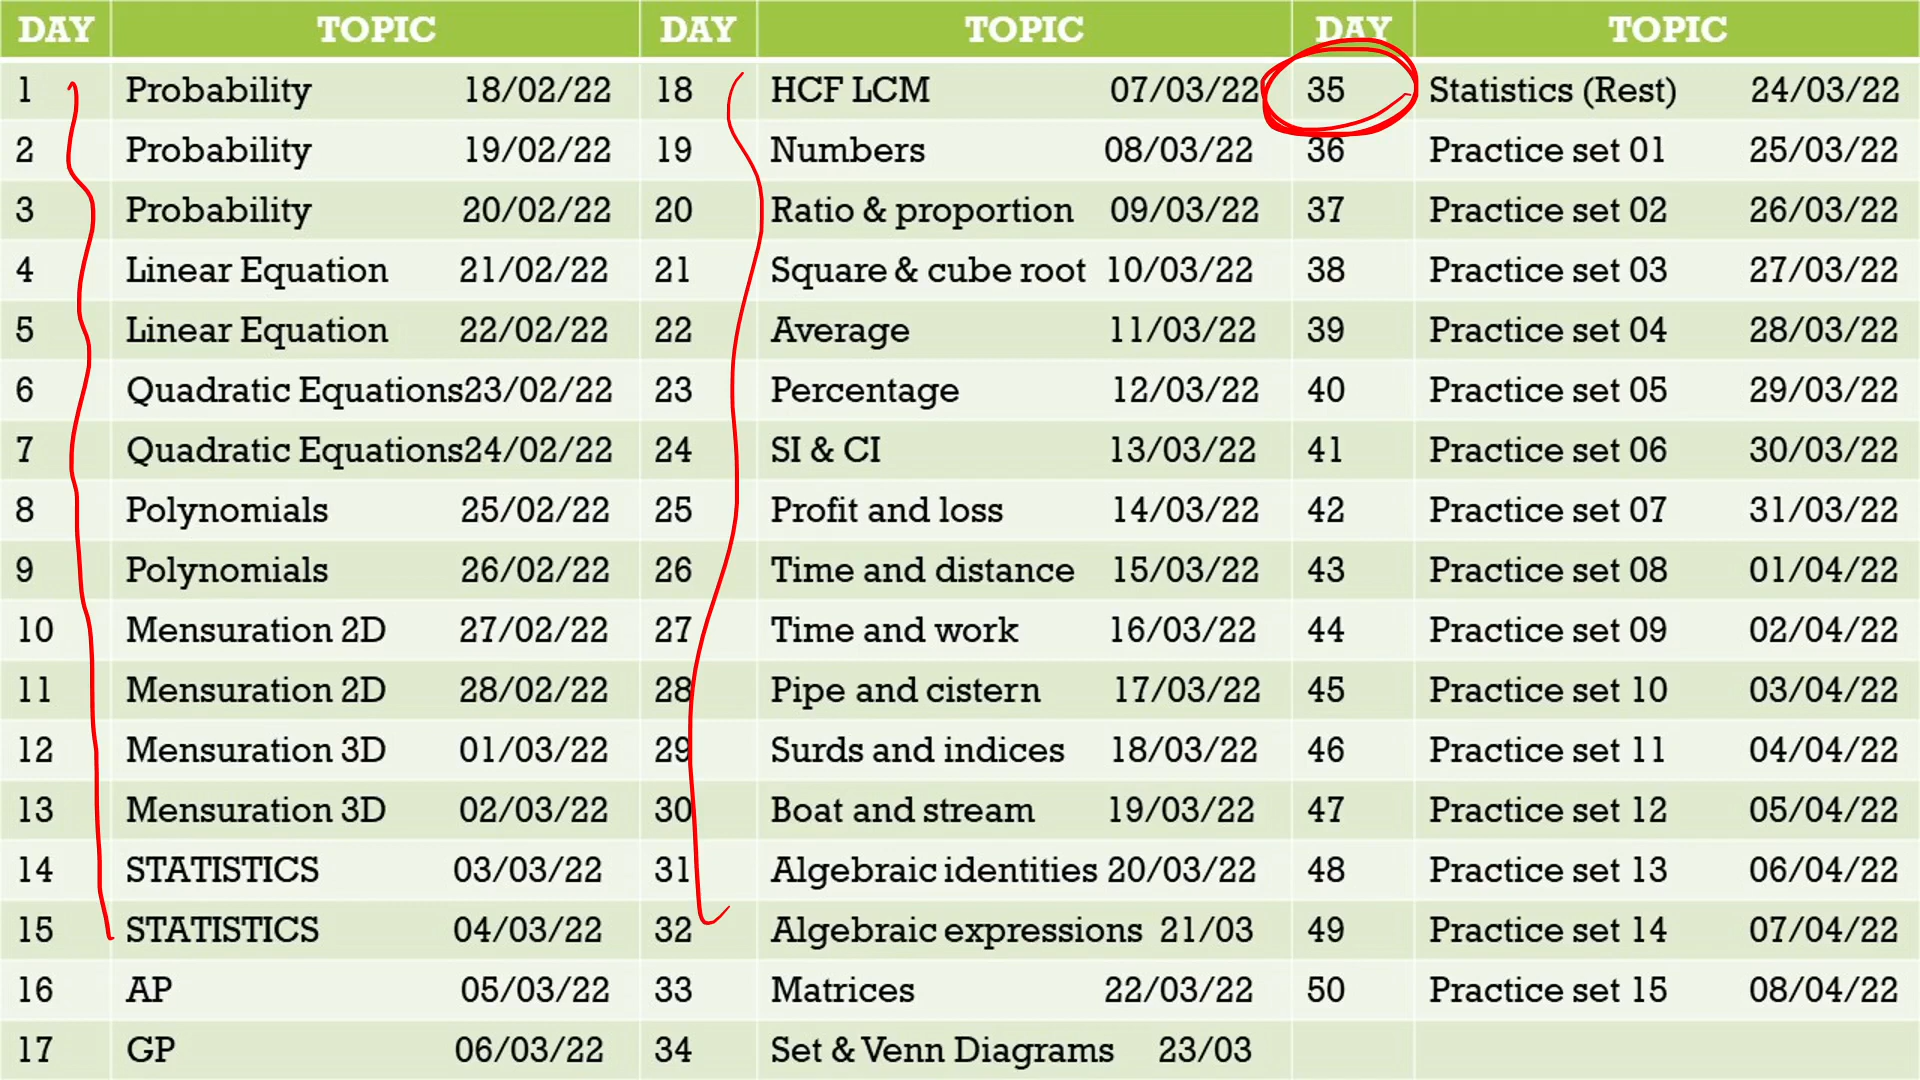 DAY TOPIC DAY TOPIC DAY TOPIC
1 Probability 18/02/22 18 HCF LCM 07/03/22 35 Statistics (Rest) 24/03/22
2 Probability 19/02/22 19 Numbers 08/03/22 36 Practice set 01 25/03/22
3 Probability 20/02/22 20 Ratio & proportion 09/03/22 37 Practice set 02 26/03/22
4 Linear Equation 21/02/22 21 Square & cube root 10/03/22 38 Practice set 03 27/03/22
5 Linear Equation 22/02/22 22 Average 11/03/22 39 Practice set 04 28/03/22
6 Quadratic Equations23/02/22 23 Percentage 12/03/22 40 Practice set 05 29/03/22
7 Quadratic Equations24/02/22 24 SI & CI 13/03/22 41 Practice set 06 30/03/22
8 Polynomials 25/02/22 25 Profit and loss 14/03/22 42 Practice set 07 31/03/22
9 Polynomials 26/02/22 26 Time and distance 15/03/22 43 Practice set 08 01/04/22
10 Mensuration 2D 27/02/22 27 Time and work 16/03/22 44 Practice set 09 02/04/22
11 Mensuration 2D 28/02/22 28 Pipe and cistern 17/03/22 45 Practice set 10 03/04/22
12 Mensuration 3D 01/03/22 29 Surds and indices 18/03/22 46 Practice set 11 04/04/22
13 Mensuration 3D 02/03/22 30 Boat and stream 19/03/22 47 Practice set 12 05/04/22
14 STATISTICS 03/03/22 31 Algebraic identities 20/03/22 48 Practice set 13 06/04/22
15 STATISTICS 04/03/22 32 Algebraic expressions 21/03 49 Practice set 14 07/04/22
16 AP 05/03/22 33 Matrices 22/03/22 50 Practice set 15 08/04/22
17 GP 06/03/22 34 Set & Venn Diagrams 23/03